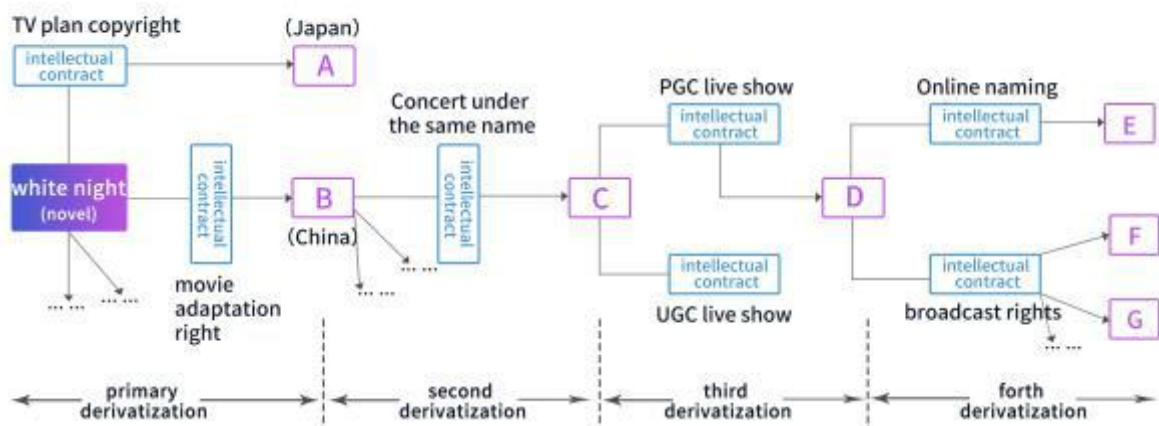 TV plan copyright
(Japan)
intellectual
contract
A
Concert under
the same name
PGC live show
intellectual
contract
Online naming
intellectual
contract
E
white night
(novel)
intellectual
contract
B
(China)
intellectual
contract
C
D
movie
adaptation
right
... ...
... ...
... ...
... ...
intellectual
contract
UGC live show
intellectual
contract
broadcast rights
F
G
... ...
primary
derivatization
second
derivatization
third
derivatization
forth
derivatization